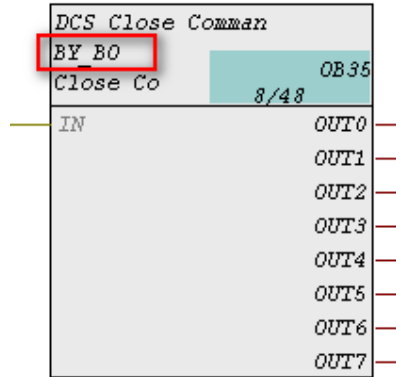 DCS Close Comman
BY_BO
OB35
Close Co
8/48
IN OUT0
OUT1
OUT2
OUT3
OUT4
OUT5
OUT6
OUT7